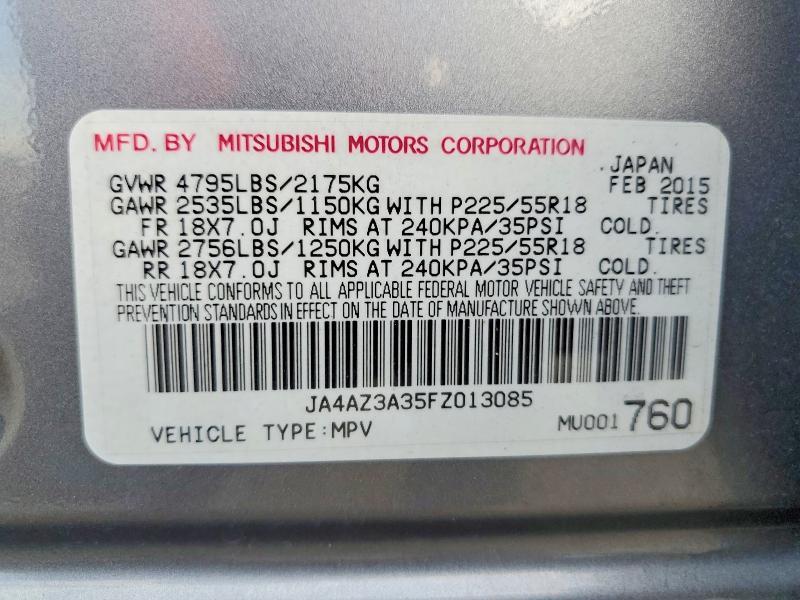 MFD. BY MITSUBISHI MOTORS CORPORATION
JAPAN
GVWR 4795LBS/2175KG FEB 2015
GAWR 2535LBS/1150KG WITH P225/55R18 TIRES
FR 18X7.0J RIMS AT 240KPA/35PSI COLD.
GAWR 2756LBS/1250KG WITH P225/55R18 TIRES
RR 18X7.0J RIMS AT 240KPA/35PSI COLD.
THIS VEHICLE CONFORMS TO ALL APPLICABLE FEDERAL MOTOR VEHICLE SAFETY AND THEFT
PREVENTION STANDARDS IN EFFECT ON THE DATE OF MANUFACTURE SHOWN ABOVE.
JA4AZ3A35FZ013085
VEHICLE TYPE:MPV MU001760